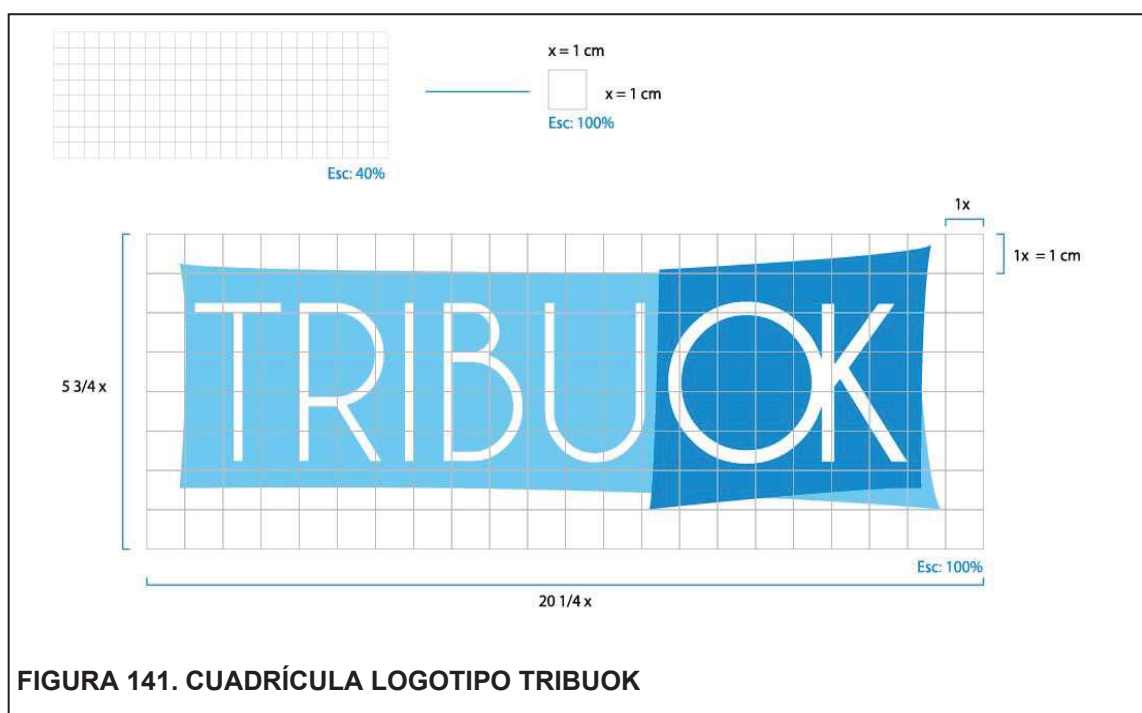 x = 1 cm
x = 1 cm
Esc: 100%
Esc: 40%
1x
1x = 1 cm
TRIBUOK
5 3/4 x
Esc: 100%
20 1/4 x
FIGURA 141. CUADRÍCULA LOGOTIPO TRIBUOK